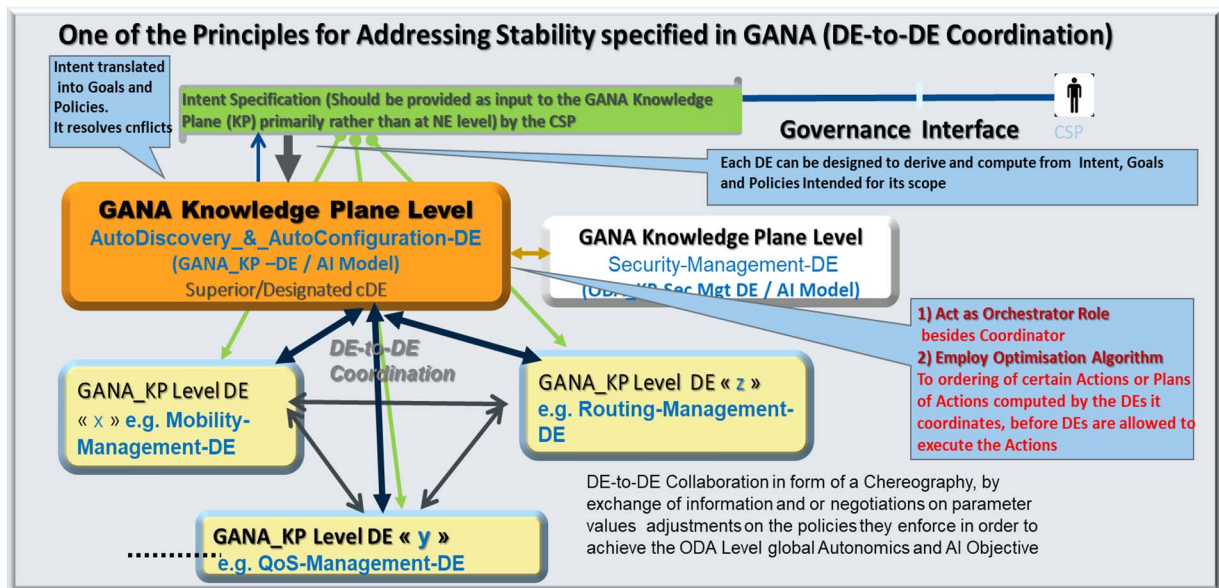 One of the Principles for Addressing Stability specified in GANA (DE-to-DE Coordination)
Intent translated
into Goals and
Policies.
It resolves cnflicts
Intent Specification (Should be provided as input to the GANA Knowledge
Plane (KP) primarily rather than at NE level) by the CSP
Governance Interface
CSP
Each DE can be designed to derive and compute from Intent, Goals
and Policies Intended for its scope
GANA Knowledge Plane Level
AutoDiscovery_&_AutoConfiguration-DE
(GANA_KP –DE / AI Model)
Superior/Designated cDE
GANA Knowledge Plane Level
Security-Management-DE
(ODA_KP-Sec Mgt DE / AI Model)
1) Act as Orchestrator Role
besides Coordinator
2) Employ Optimisation Algorithm
To ordering of certain Actions or Plans
of Actions computed by the DEs it
coordinates, before DEs are allowed to
execute the Actions
DE-to-DE
Coordination
GANA_KP Level DE
« x » e.g. Mobility-
Management-DE
GANA_KP Level DE « z »
e.g. Routing-Management-
DE
GANA_KP Level DE « y »
e.g. QoS-Management-DE
DE-to-DE Collaboration in form of a Chereography, by
exchange of information and or negotiations on parameter
values adjustments on the policies they enforce in order to
achieve the ODA Level global Autonomics and AI Objective